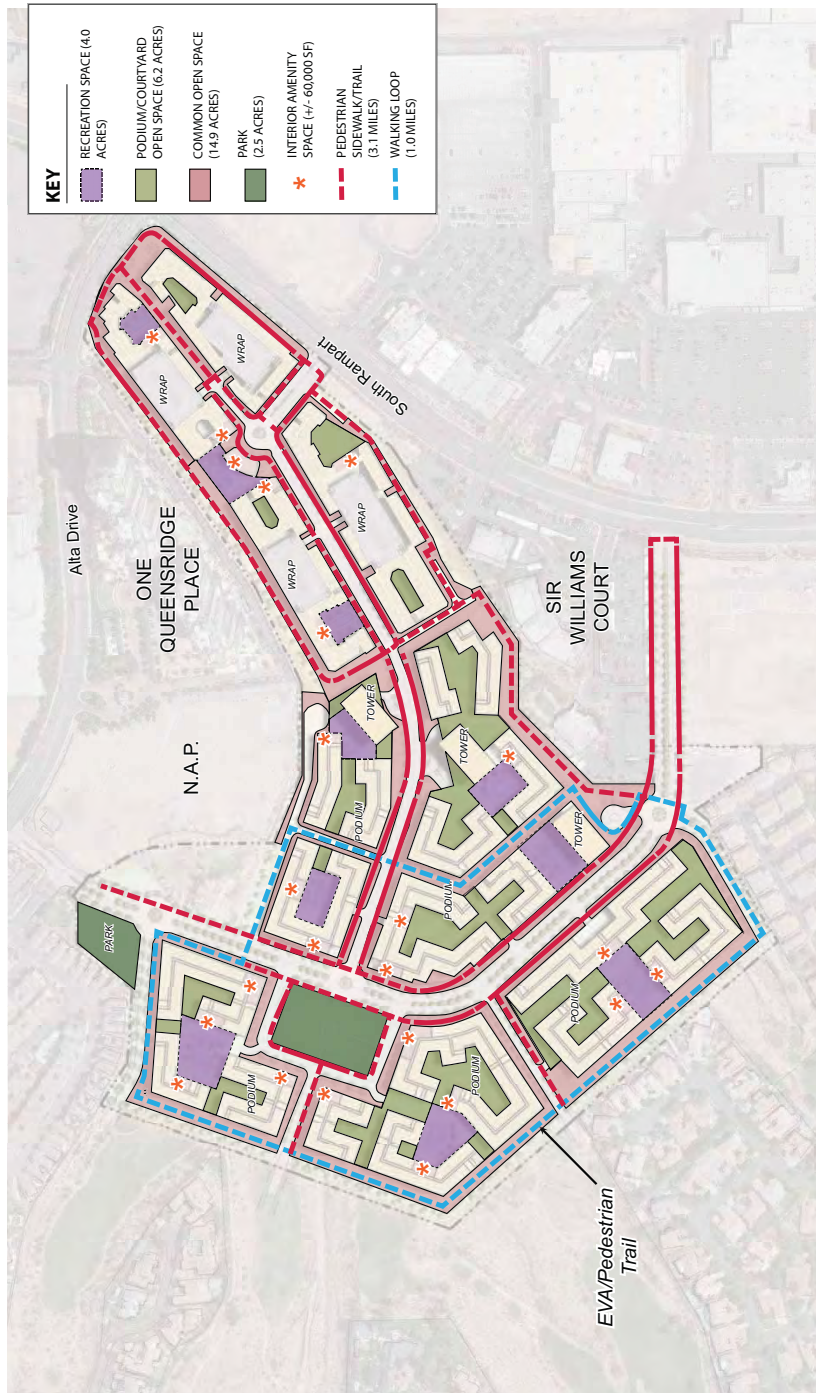 KEY
RECREATION SPACE (4.0
ACRES)
PODIUM/COURTYARD
OPEN SPACE (6.2 ACRES)
COMMON OPEN SPACE
(14.9 ACRES)
PARK
(2.5 ACRES)
INTERIOR AMENITY
SPACE (+/- 60,000 SF)
PEDESTRIAN
SIDEWALK/TRAIL
(3.1 MILES)
WALKING LOOP
(1.0 MILES)
Alta Drive
ONE
QUEENSRIDGE
PLACE
N.A.P.
PARK
WRAP
WRAP
WRAP
WRAP
South Rampart
SIR
WILLIAMS
COURT
TOWER
PODIUM
TOWER
TOWER
PODIUM
PODIUM
PODIUM
PODIUM
EVA/Pedestrian
Trail